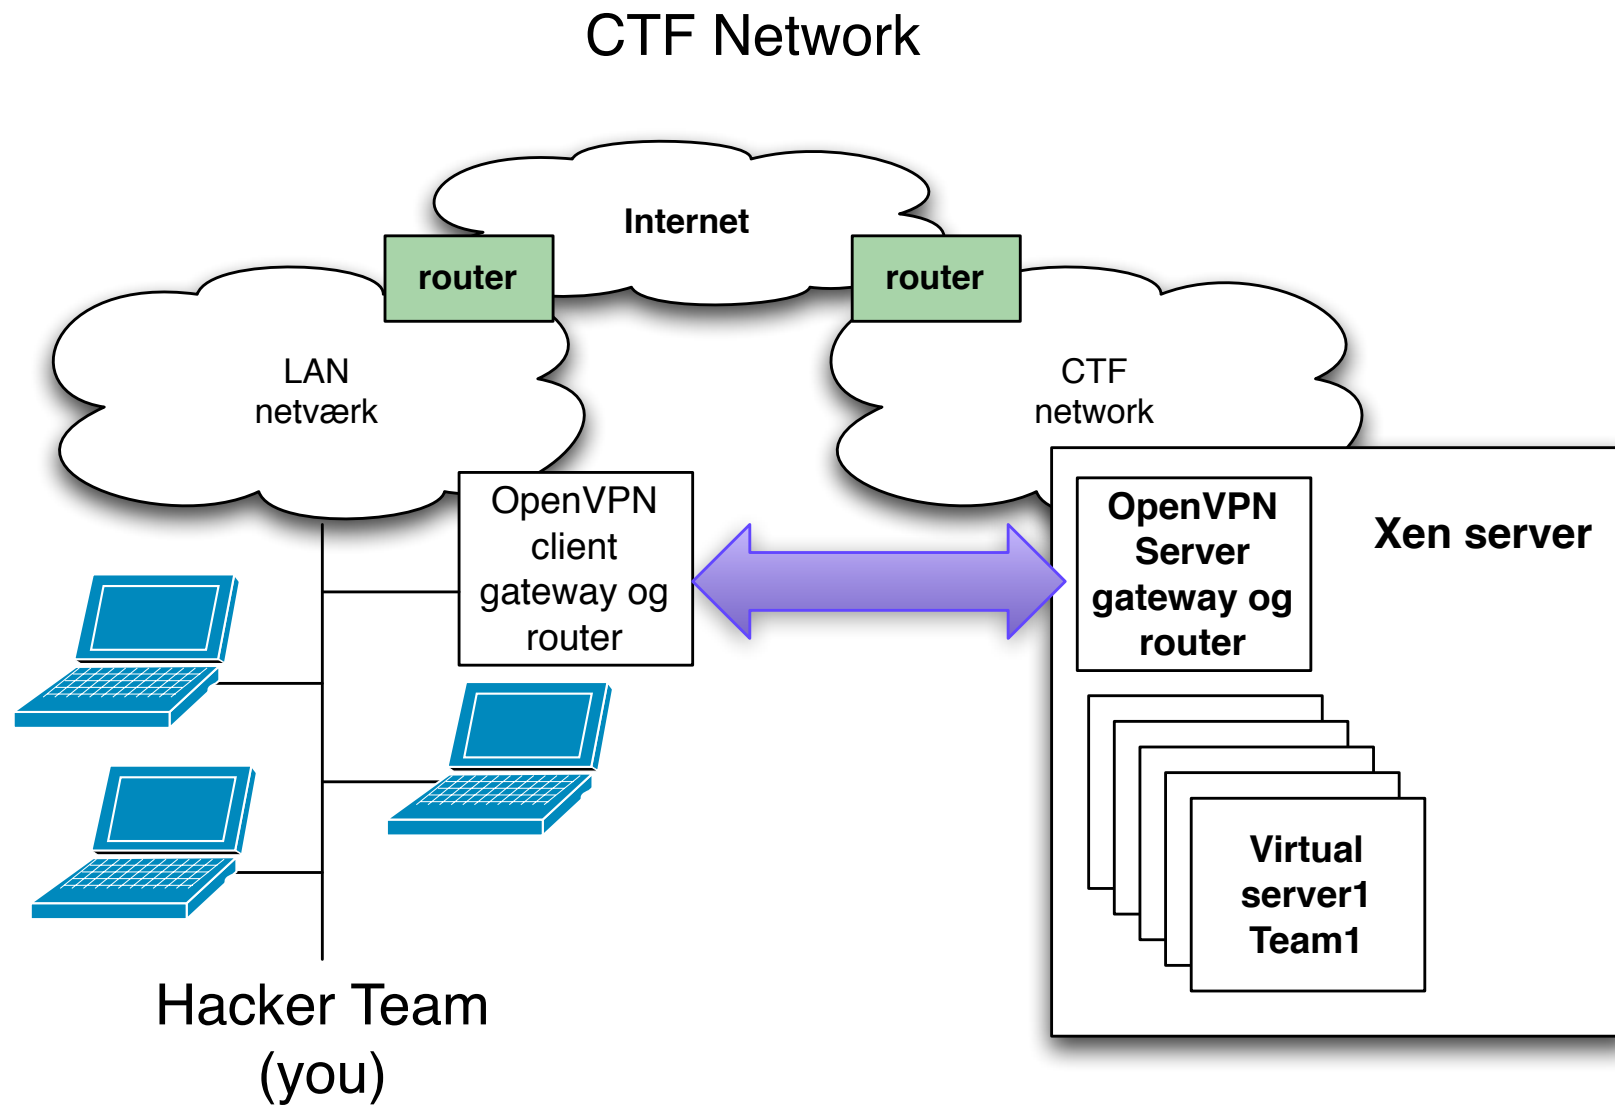 CTF Network
Internet
router
router
LAN
netværk
CTF
network
OpenVPN
client
gateway og
router
OpenVPN
Server
gateway og
router
Xen server
Virtual
server1
Team1
Hacker Team
(you)